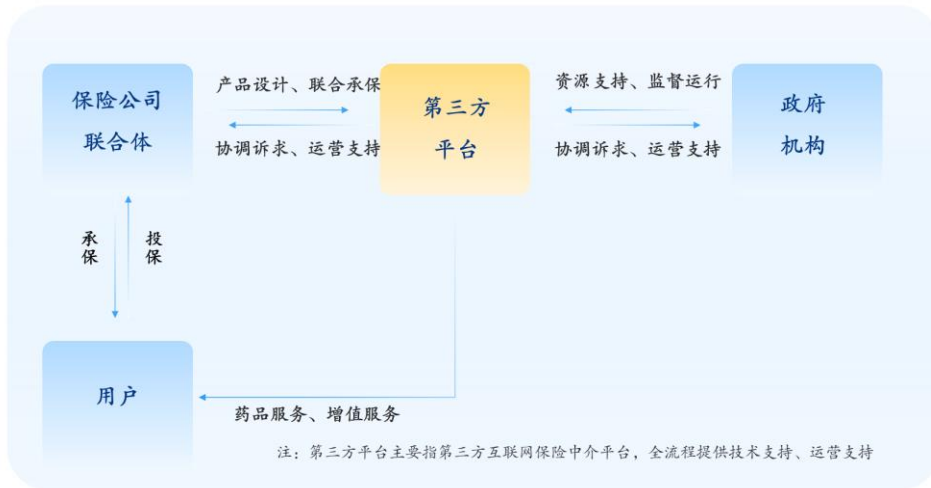 保险公司
联合体
产品设计、联合承保
协调诉求、运营支持
第三方
平台
资源支持、监督运行
协调诉求、运营支持
政府
机构
承保
投保
用户
药品服务、增值服务
注：第三方平台主要指第三方互联网保险中介平台，全流程提供技术支持、运营支持